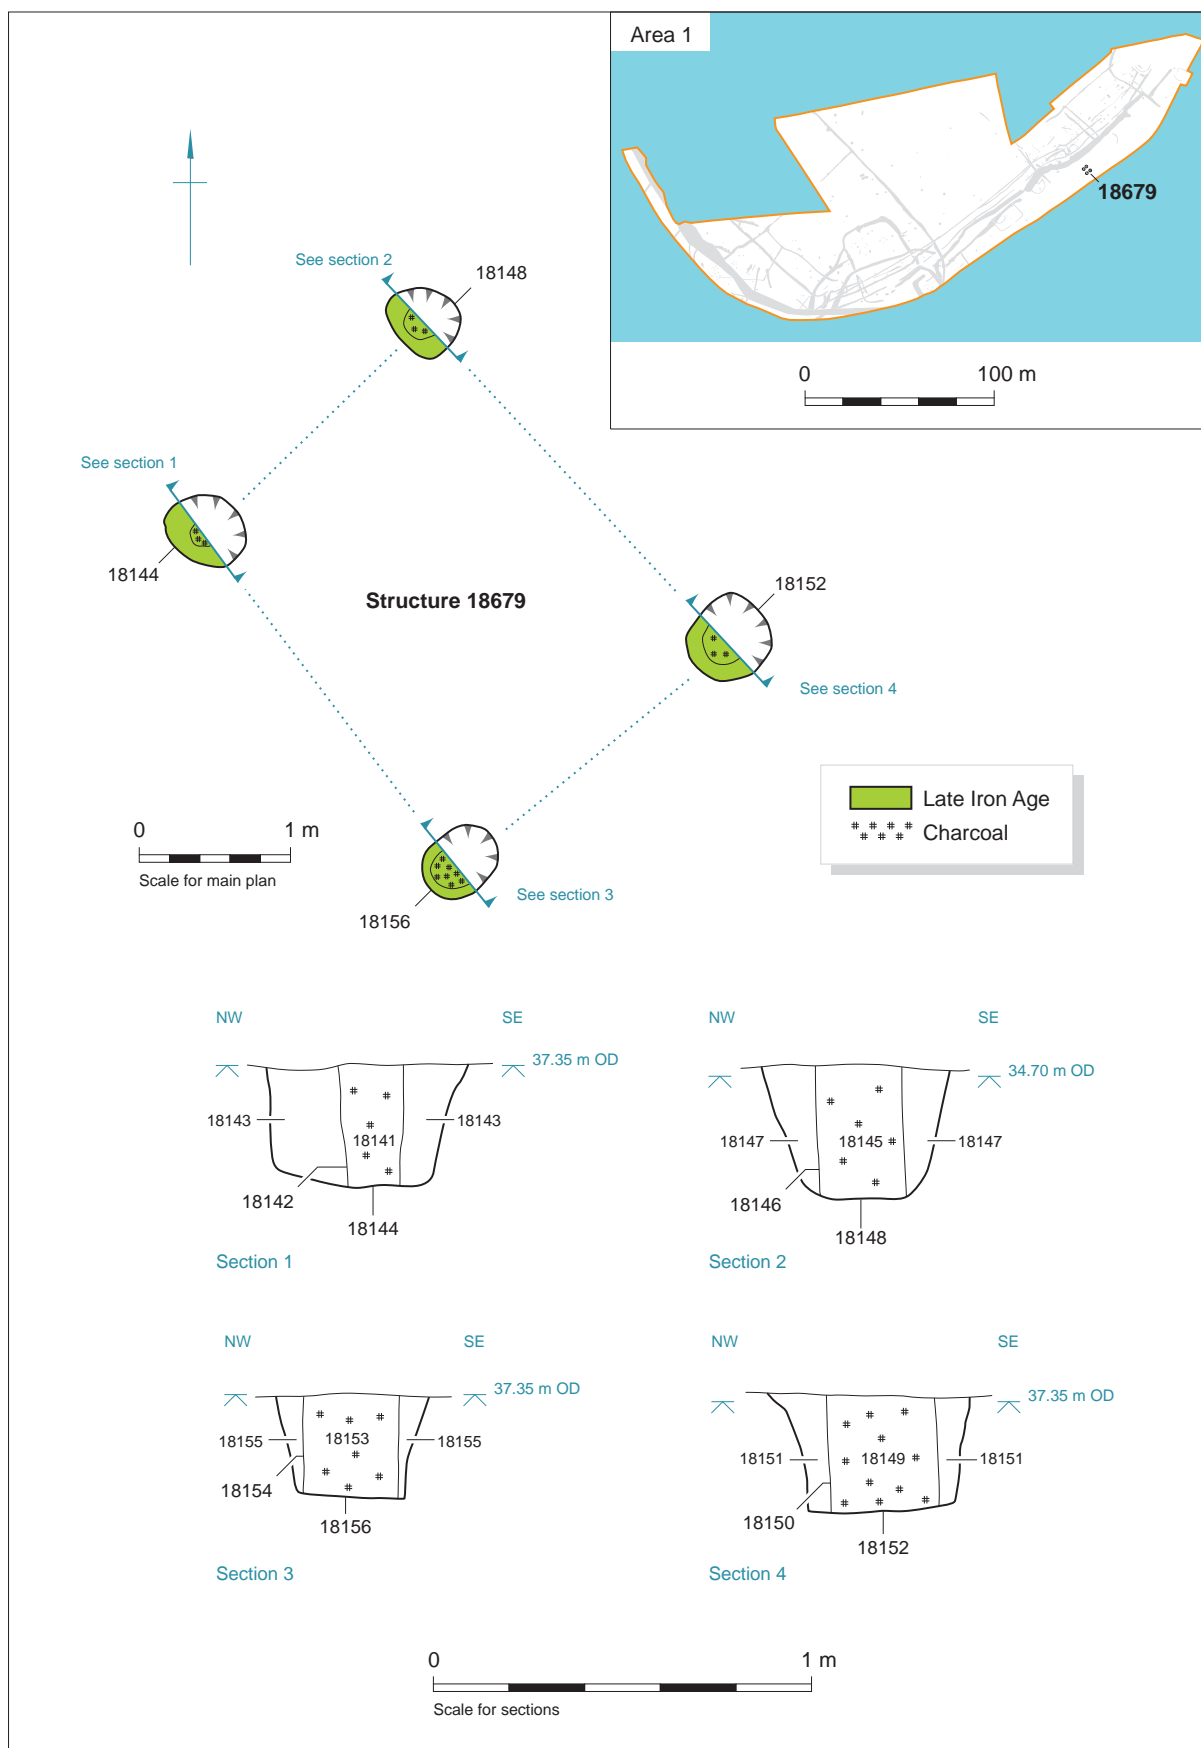 Area 1
18679
0 100 m
See section 2
18148
See section 1
18144
Structure 18679
18152
See section 4
Late Iron Age
Charcoal
0 1 m
Scale for main plan
See section 3
18156
NW SE
37.35 m OD
18143 18143
18141
18142
18144
Section 1
NW SE
34.70 m OD
18147 18145 18147
18146
18148
Section 2
NW SE
37.35 m OD
18155 18153 18155
18154
18156
Section 3
NW SE
37.35 m OD
18151 18149 18151
18150
18152
Section 4
0 1 m
Scale for sections